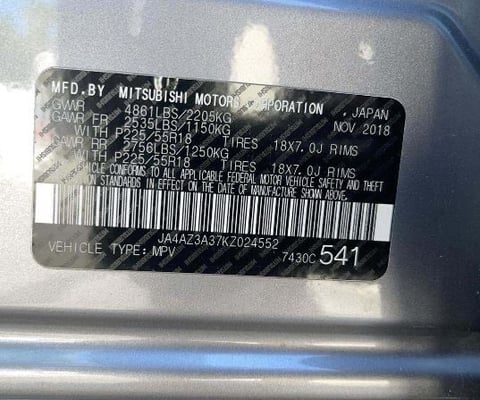 MFD.BY MITSUBISHI MOTORS CORPORATION , JAPAN
GVWR 4861LBS/2205KG NOV 2018
GAWR FR 2535LBS/1150KG
WITH P225/55R18 TIRES 18X7.0J RIMS
GAWR RR 2756LBS/1250KG
WITH P225/55R18 TIRES 18X7.0J RIMS
THIS VEHICLE CONFORMS TO ALL APPLICABLE FEDERAL MOTOR VEHICLE SAFETY
STANDARDS IN EFFECT ON THE DATE OF MANUFACTURE SHOWN ABOVE.
JA4AZ3A37KZ024552
VEHICLE TYPE: MPV 7430C 541